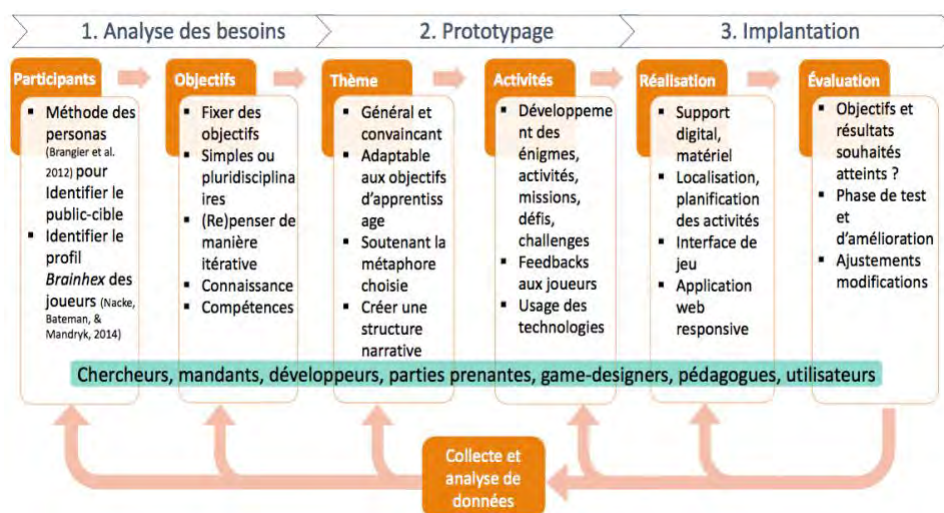 1. Analyse des besoins
2. Prototypage
3. Implantation
Participants
▪ Méthode des
personas
(Brangier et al.
2012) pour
Identifier le
public-cible
▪ Identifier le
profil
Brainhex des
joueurs (Nacke,
Bateman, &
Mandryk, 2014)
Objectifs
▪ Fixer des
objectifs
▪ Simples ou
pluridisciplina
ires
▪ (Re)penser de
manière
itérative
▪ Connaissance
▪ Compétences
Thème
▪ Général et
convaincant
▪ Adaptable
aux objectifs
d'apprentiss
age
▪ Soutenant la
métaphore
choisie
▪ Créer une
structure
narrative
Activités
▪ Développeme
nt des
énigmes,
activités,
missions,
défis,
challenges
▪ Feedbacks
aux joueurs
▪ Usage des
technologies
Réalisation
▪ Support
digital,
matériel
▪ Localisation,
planification
des activités
▪ Interface de
jeu
▪ Application
web
responsive
Évaluation
▪ Objectifs et
résultats
souhaités
atteints ?
▪ Phase de test
et
d'amélioration
▪ Ajustements
modifications
Chercheurs, mandants, développeurs, parties prenantes, game-designers, pédagogues, utilisateurs
Collecte et
analyse de
données